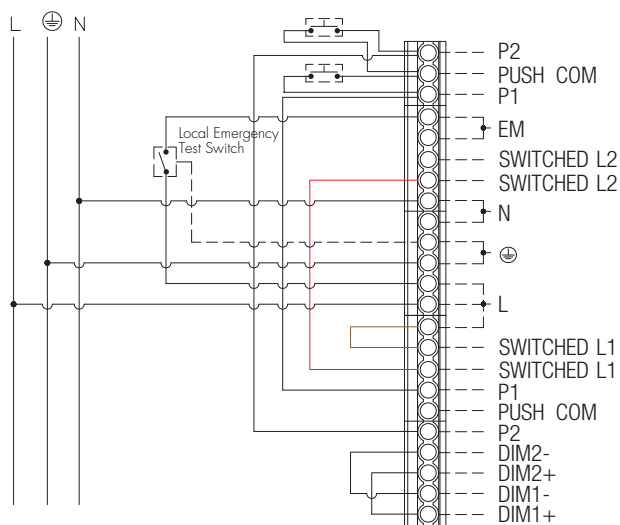 L ⏚ N
P2
PUSH COM
P1
EM
Local Emergency
Test Switch
SWITCHED L2
SWITCHED L2
N
⏚
L
SWITCHED L1
SWITCHED L1
P1
PUSH COM
P2
DIM2-
DIM2+
DIM1-
DIM1+